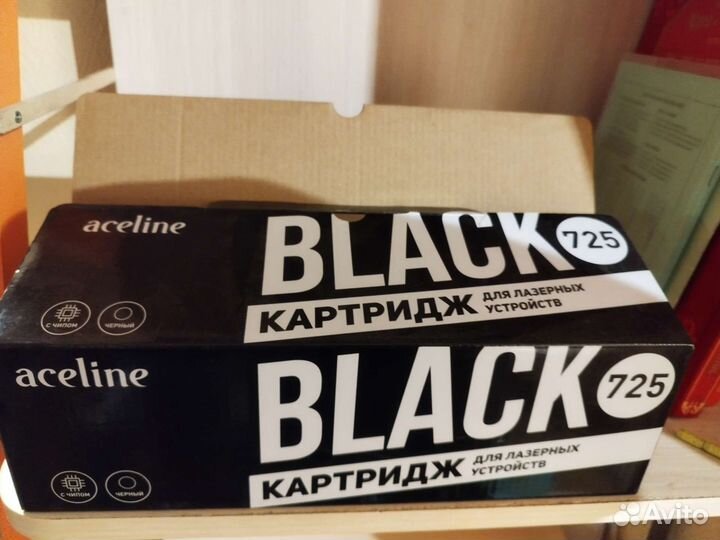 aceline
BLACK
725
КАРТРИДЖ
ДЛЯ ЛАЗЕРНЫХ
УСТРОЙСТВ
С ЧИПОМ
ЧЕРНЫЙ
aceline
BLACK
725
КАРТРИДЖ
ДЛЯ ЛАЗЕРНЫХ
УСТРОЙСТВ
С ЧИПОМ
ЧЕРНЫЙ
Avito